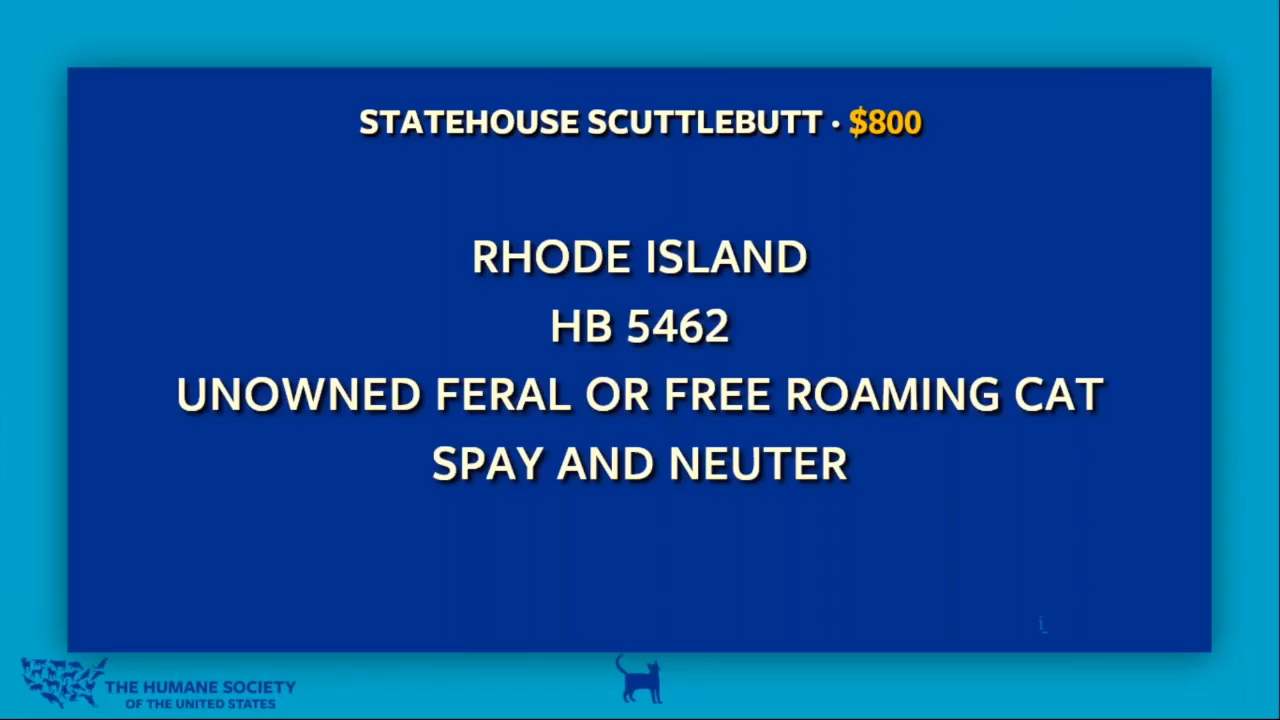 STATEHOUSE SCUTTLEBUTT · $800
RHODE ISLAND
HB 5462
UNOWNED FERAL OR FREE ROAMING CAT
SPAY AND NEUTER
THE HUMANE SOCIETY
OF THE UNITED STATES